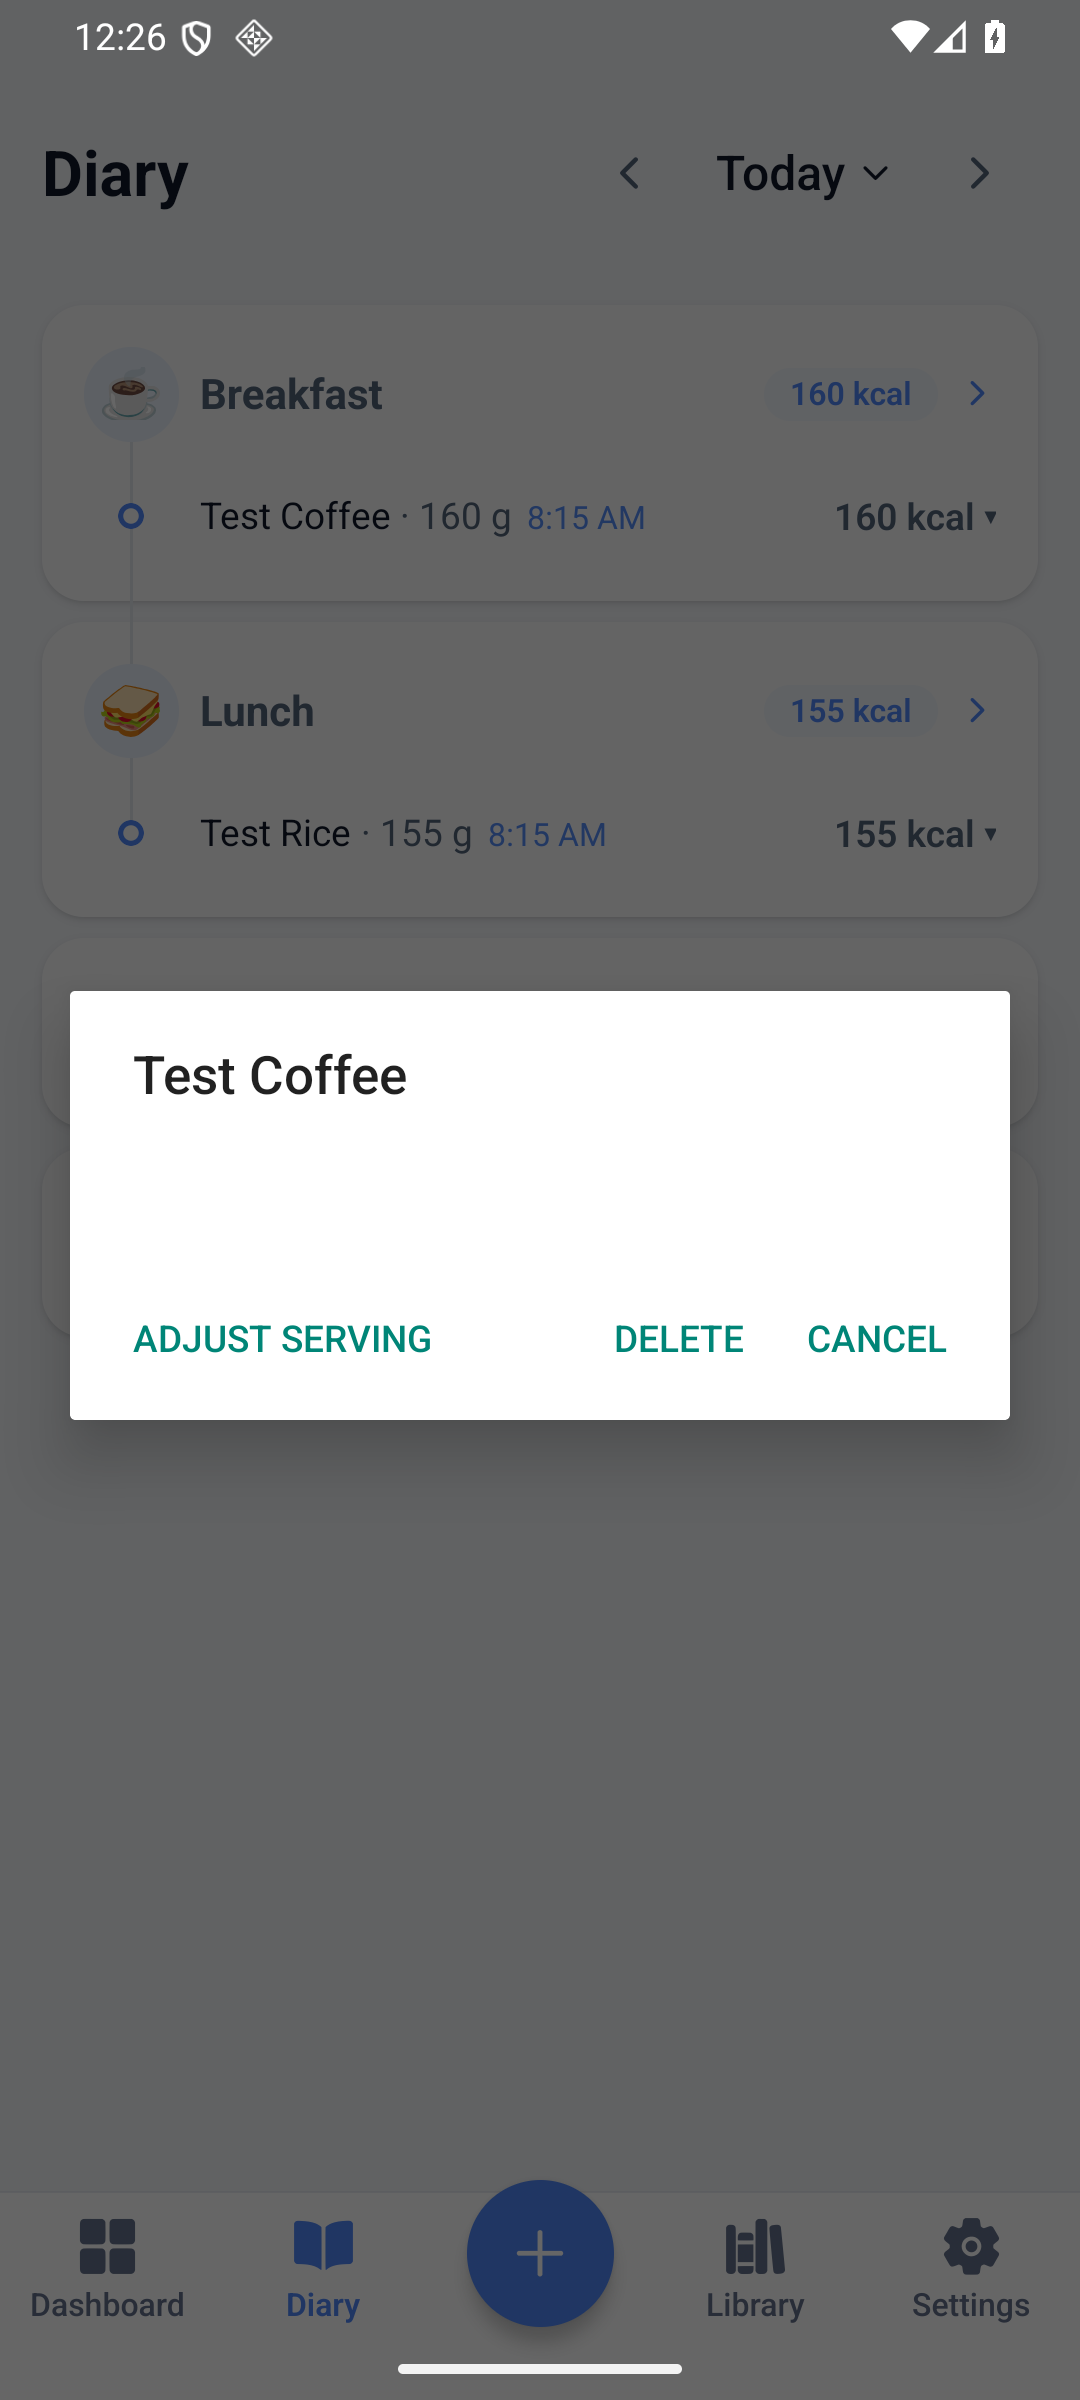 12:26
Diary
Today
Breakfast
160 kcal
Test Coffee · 160 g 8:15 AM
160 kcal
Lunch
155 kcal
Test Rice · 155 g 8:15 AM
155 kcal
Test Coffee
ADJUST SERVING
DELETE
CANCEL
Dashboard
Diary
Library
Settings